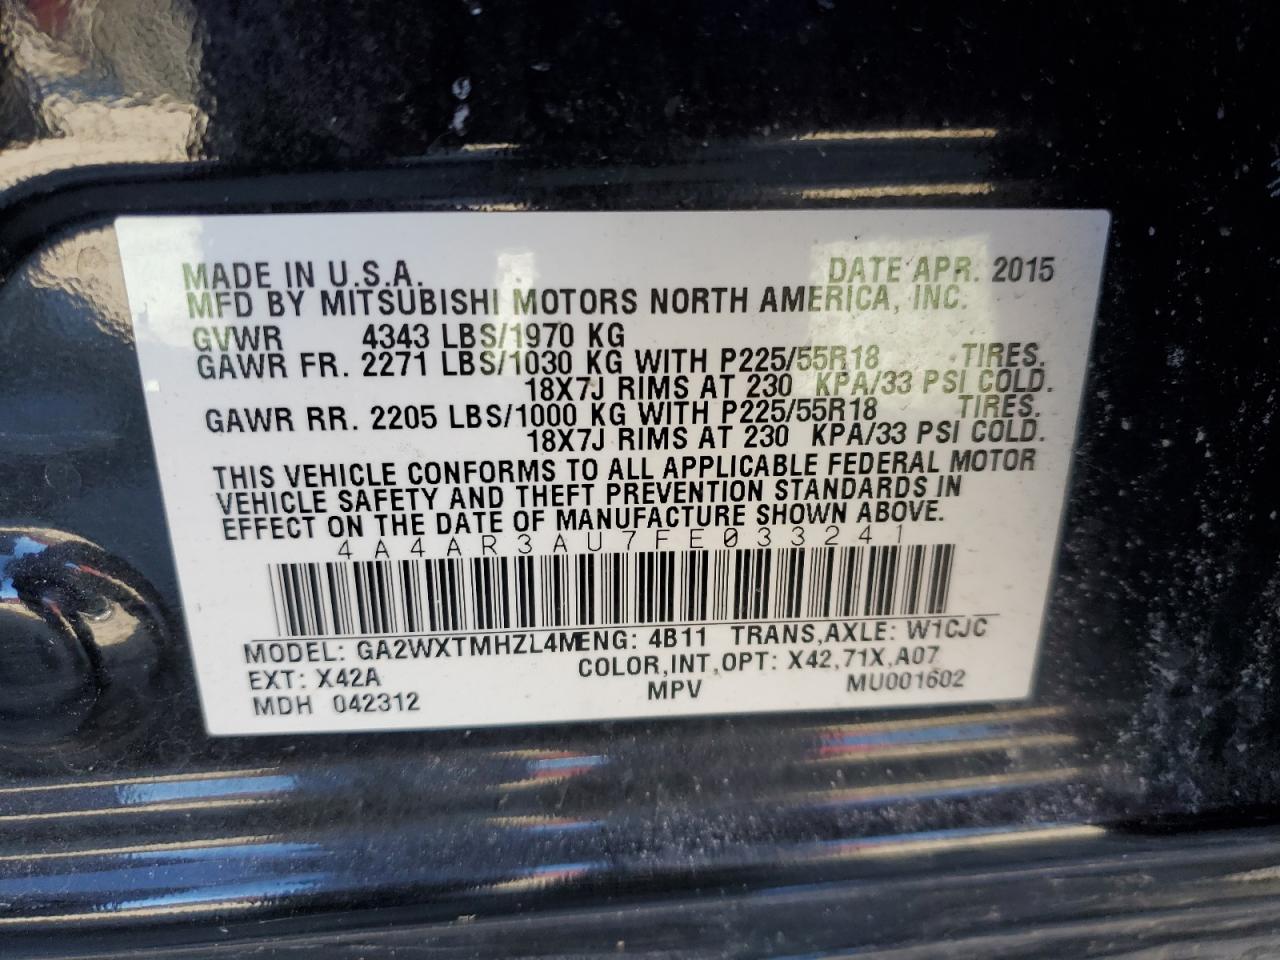 MADE IN U.S.A. DATE APR. 2015
MFD BY MITSUBISHI MOTORS NORTH AMERICA, INC.
GVWR 4343 LBS/1970 KG
GAWR FR. 2271 LBS/1030 KG WITH P225/55R18 TIRES.
18X7J RIMS AT 230 KPA/33 PSI COLD.
GAWR RR. 2205 LBS/1000 KG WITH P225/55R18 TIRES.
18X7J RIMS AT 230 KPA/33 PSI COLD.
THIS VEHICLE CONFORMS TO ALL APPLICABLE FEDERAL MOTOR
VEHICLE SAFETY AND THEFT PREVENTION STANDARDS IN
EFFECT ON THE DATE OF MANUFACTURE SHOWN ABOVE.
4A4AR3AU7FE033241
MODEL: GA2WXTMHZL4M ENG: 4B11 TRANS,AXLE: W1CJC
EXT: X42A COLOR,INT,OPT: X42,71X,A07
MDH 042312 MPV MU001602